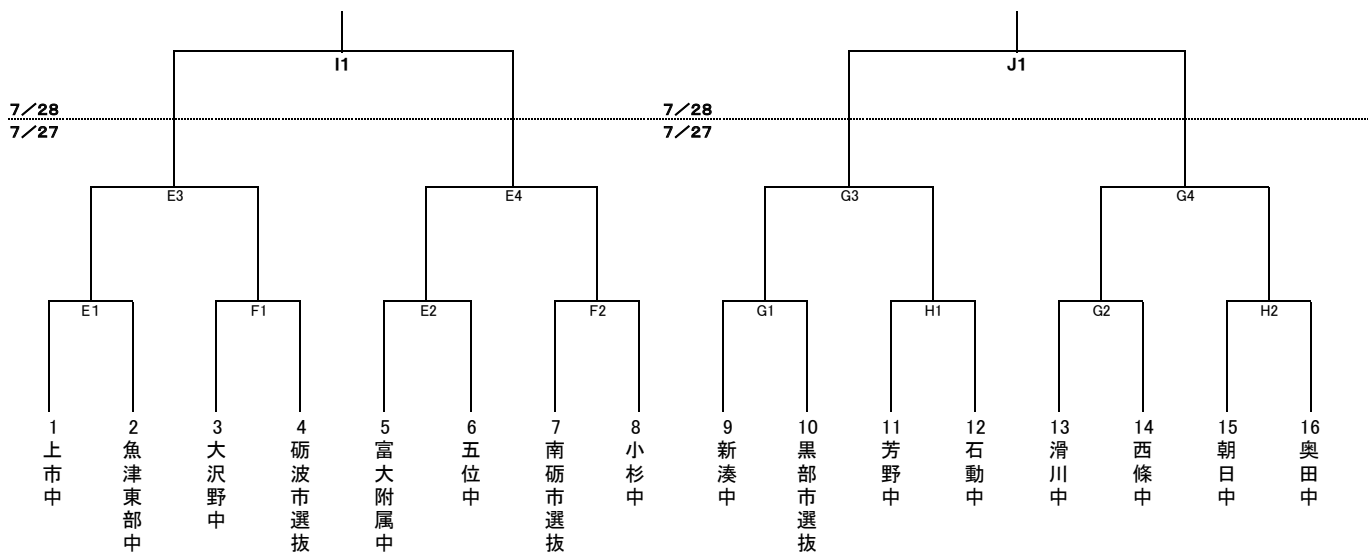 I1
J1
7/28
7/28
7/27
7/27
E3
E4
G3
G4
E1
F1
E2
F2
G1
H1
G2
H2
1
2
3
4
5
6
7
8
9
10
11
12
13
14
15
16
上市中
魚津東部中
大沢野中
砺波市選抜
富大附属中
五位中
南砺市選抜
小杉中
新湊中
黒部市選抜
芳野中
石動中
滑川中
西條中
朝日中
奥田中